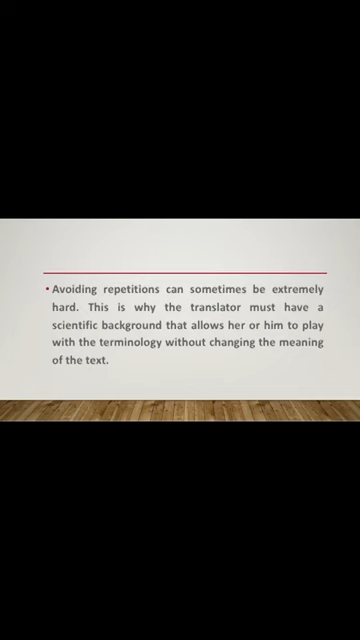 • Avoiding repetitions can sometimes be extremely
hard. This is why the translator must have a
scientific background that allows her or him to play
with the terminology without changing the meaning
of the text.